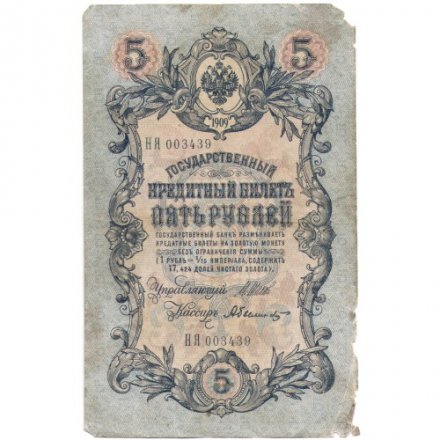 5 5
1909
НЯ 003439
ГОСУДАРСТВЕННЫЙ
КРЕДИТНЫЙ БИЛЕТЪ
ПЯТЬ РУБЛЕЙ
ГОСУДАРСТВЕННЫЙ БАНКЪ РАЗМѢНИВАЕТЪ
КРЕДИТНЫЕ БИЛЕТЫ НА ЗОЛОТУЮ МОНЕТУ
БЕЗЪ ОГРАНИЧЕНІЯ СУММЫ
(1 РУБЛЬ = 1/15 ИМПЕРІАЛА, СОДЕРЖИТЪ
17,424 ДОЛЕЙ ЧИСТАГО ЗОЛОТА).
Управляющій
Кассиръ
НЯ 003439
5